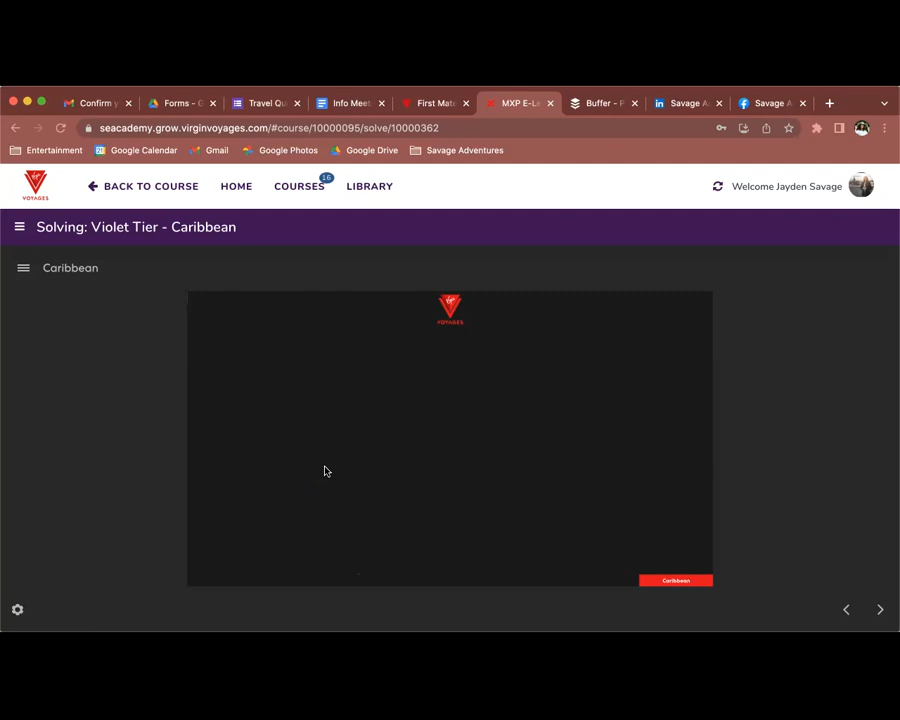 Confirm y
Forms - G
Travel Qu
Info Meet
First Mate
MXP E-Le
Buffer - P
Savage A
Savage A
seacademy.grow.virginvoyages.com/#course/10000095/solve/10000362
Entertainment
Google Calendar
Gmail
Google Photos
Google Drive
Savage Adventures
VOYAGES
BACK TO COURSE
HOME
COURSES
16
LIBRARY
Welcome Jayden Savage
Solving: Violet Tier - Caribbean
Caribbean
VOYAGES
Caribbean